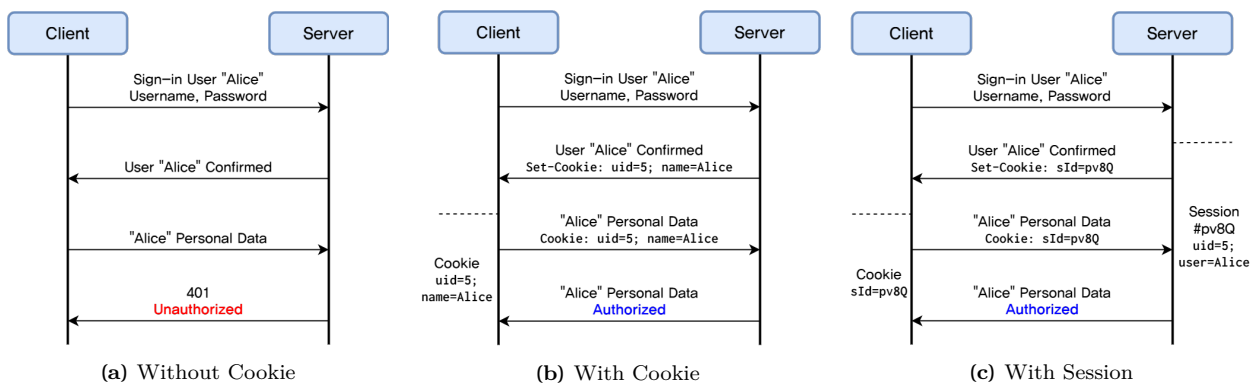 Client
Server
Sign-in User "Alice"
Username, Password
User "Alice" Confirmed
"Alice" Personal Data
401
Unauthorized
(a) Without Cookie
Client
Server
Sign-in User "Alice"
Username, Password
User "Alice" Confirmed
Set-Cookie: uid=5; name=Alice
"Alice" Personal Data
Cookie: uid=5; name=Alice
Cookie
uid=5;
name=Alice
"Alice" Personal Data
Authorized
(b) With Cookie
Client
Server
Sign-in User "Alice"
Username, Password
User "Alice" Confirmed
Set-Cookie: sId=pv8Q
"Alice" Personal Data
Cookie: sId=pv8Q
Session
#pv8Q
uid=5;
user=Alice
Cookie
sId=pv8Q
"Alice" Personal Data
Authorized
(c) With Session